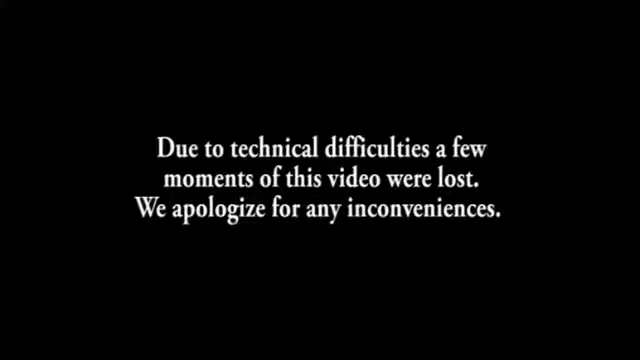 Due to technical difficulties a few
moments of this video were lost.
We apologize for any inconveniences.